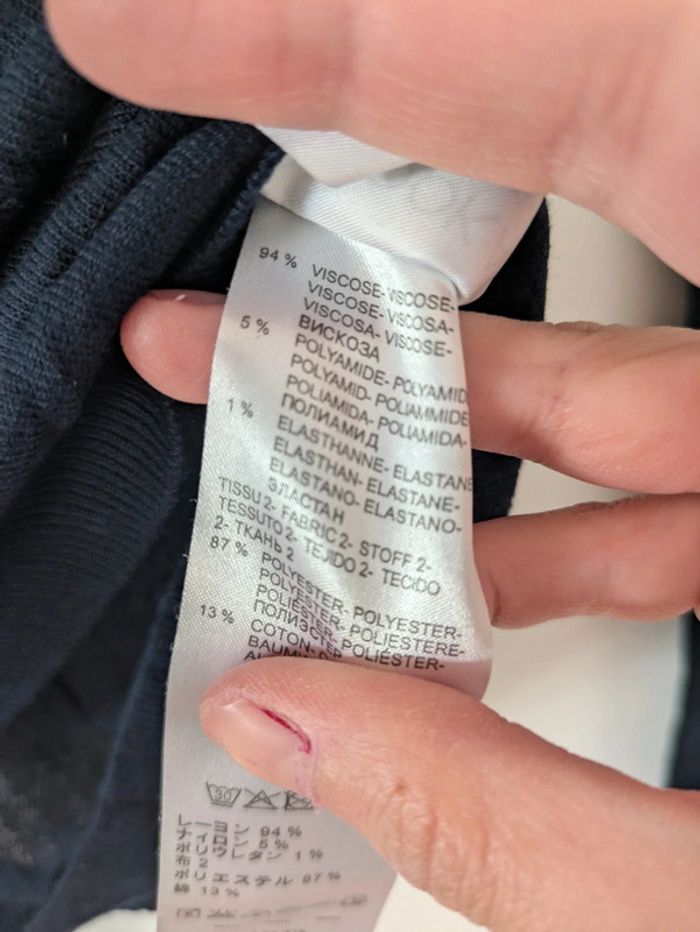 94 % VISCOSE- VISCOSE-
VISCOSE- VISCOSA-
VISCOSA- VISCOSE-
ВИСКОЗА
5 % POLYAMIDE- POLYAMID
POLYAMID- POLIAMMIDE
POLIAMIDA- POLIAMIDA-
ПОЛИАМИД
1 % ELASTHANNE- ELASTANE
ELASTHAN- ELASTANE-
ELASTANO- ELASTANO-
ЭЛАСТАН
TISSU 2- FABRIC 2- STOFF 2-
TESSUTO 2- TEJIDO 2- TECIDO
2- ТКАНЬ 2
87 % POLYESTER- POLYESTER-
POLYESTER- POLIESTERE-
POLIÉSTER- POLIÉSTER-
ПОЛИЭСТЕР
13 % COTON-
30
レーヨン 94 %
ナイロン 5 %
ポリウレタン 1 %
布 2
ポリエステル 87 %
綿 13 %